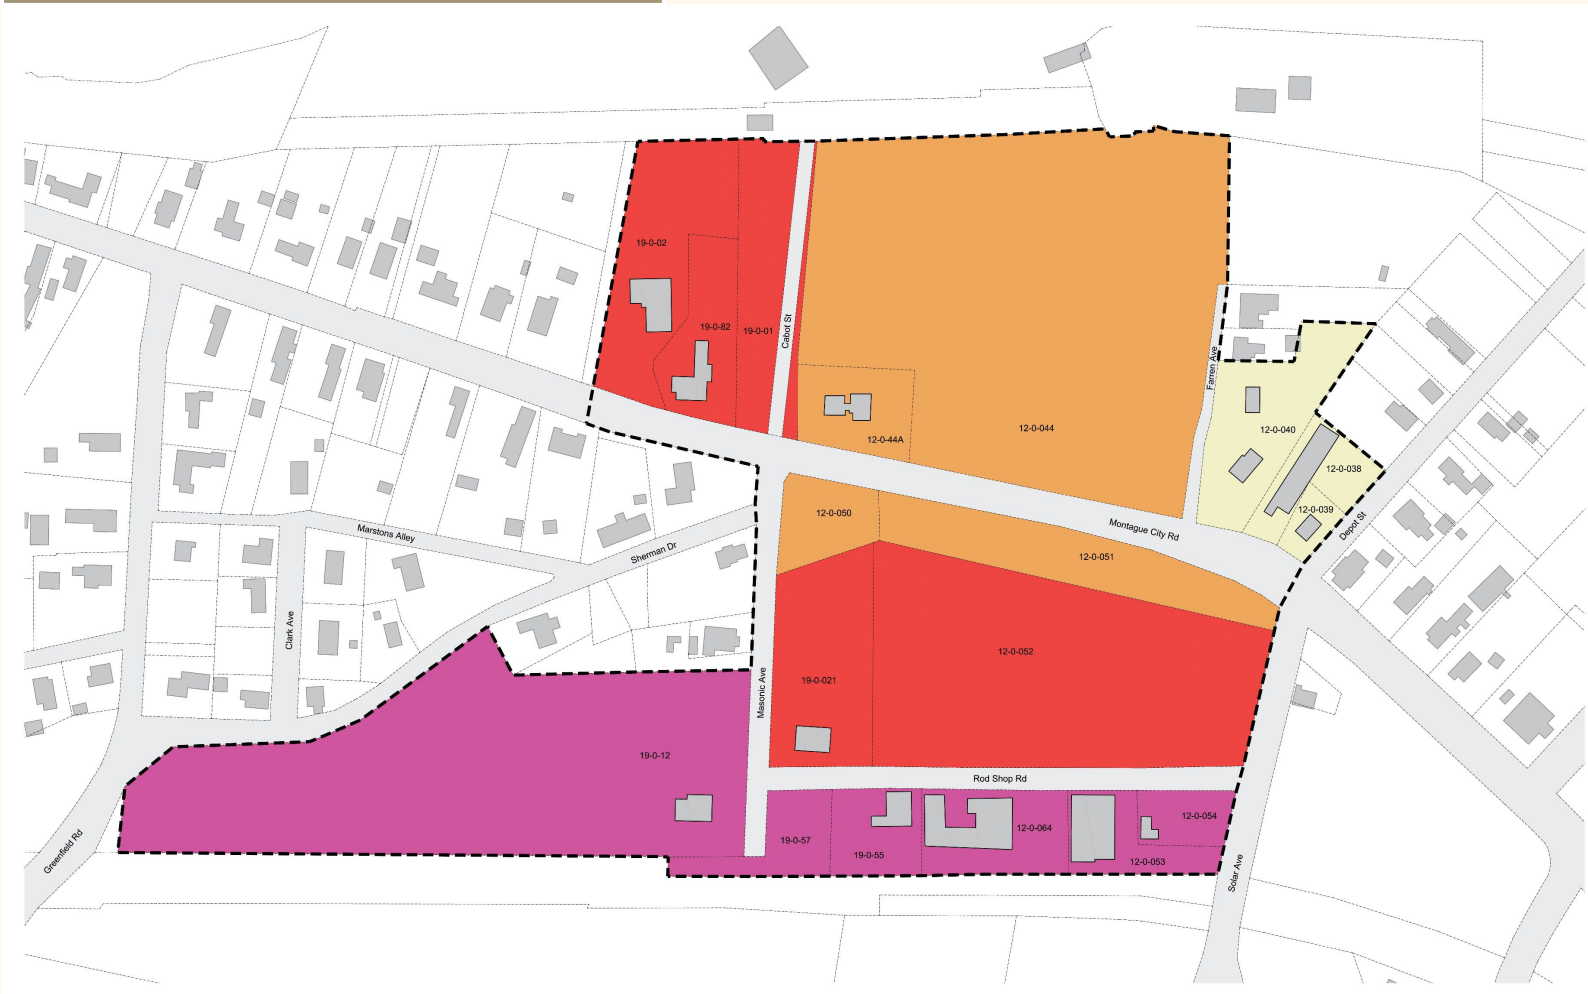 19-0-02
19-0-82
19-0-01
Cabot St
Farren Ave
12-0-44A
12-0-044
12-0-040
12-0-038
12-0-039
12-0-050
Montague City Rd
Depot St
12-0-051
Marstons Alley
Sherman Dr
Clark Ave
12-0-052
19-0-021
Masonic Ave
19-0-12
Rod Shop Rd
12-0-054
12-0-064
19-0-57
19-0-55
12-0-053
Greenfield Rd
Solar Ave